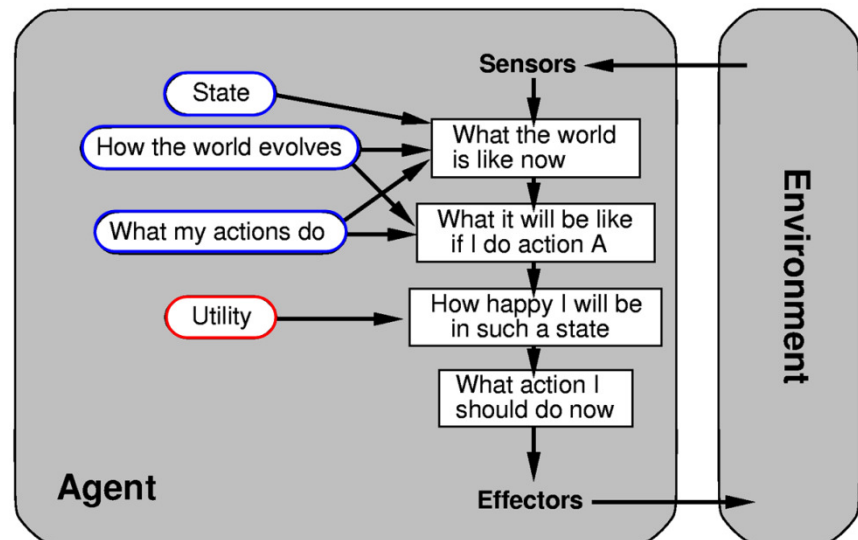 Sensors
State
What the world
is like now
How the world evolves
What it will be like
if I do action A
What my actions do
How happy I will be
in such a state
Utility
What action I
should do now
Agent
Effectors
Environment